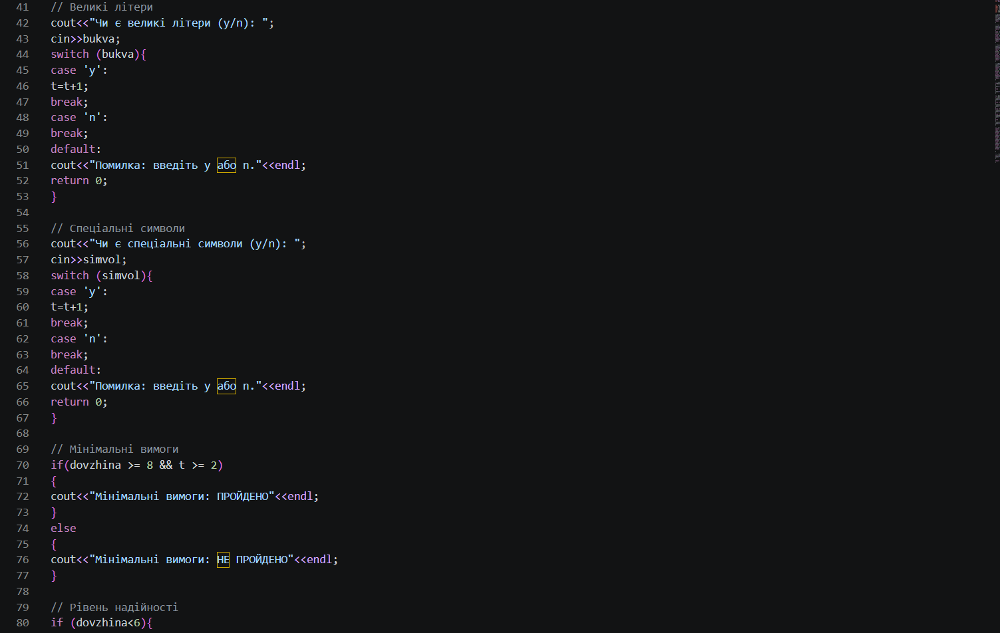 41 // Великі літери
42 cout<<"Чи є великі літери (y/n): ";
43 cin>>bukva;
44 switch (bukva){
45 case 'y':
46 t=t+1;
47 break;
48 case 'n':
49 break;
50 default:
51 cout<<"Помилка: введіть y або n."<<endl;
52 return 0;
53 }
54
55 // Спеціальні символи
56 cout<<"Чи є спеціальні символи (y/n): ";
57 cin>>simvol;
58 switch (simvol){
59 case 'y':
60 t=t+1;
61 break;
62 case 'n':
63 break;
64 default:
65 cout<<"Помилка: введіть y або n."<<endl;
66 return 0;
67 }
68
69 // Мінімальні вимоги
70 if(dovzhina >= 8 && t >= 2)
71 {
72 cout<<"Мінімальні вимоги: ПРОЙДЕНО"<<endl;
73 }
74 else
75 {
76 cout<<"Мінімальні вимоги: НЕ ПРОЙДЕНО"<<endl;
77 }
78
79 // Рівень надійності
80 if (dovzhina<6){